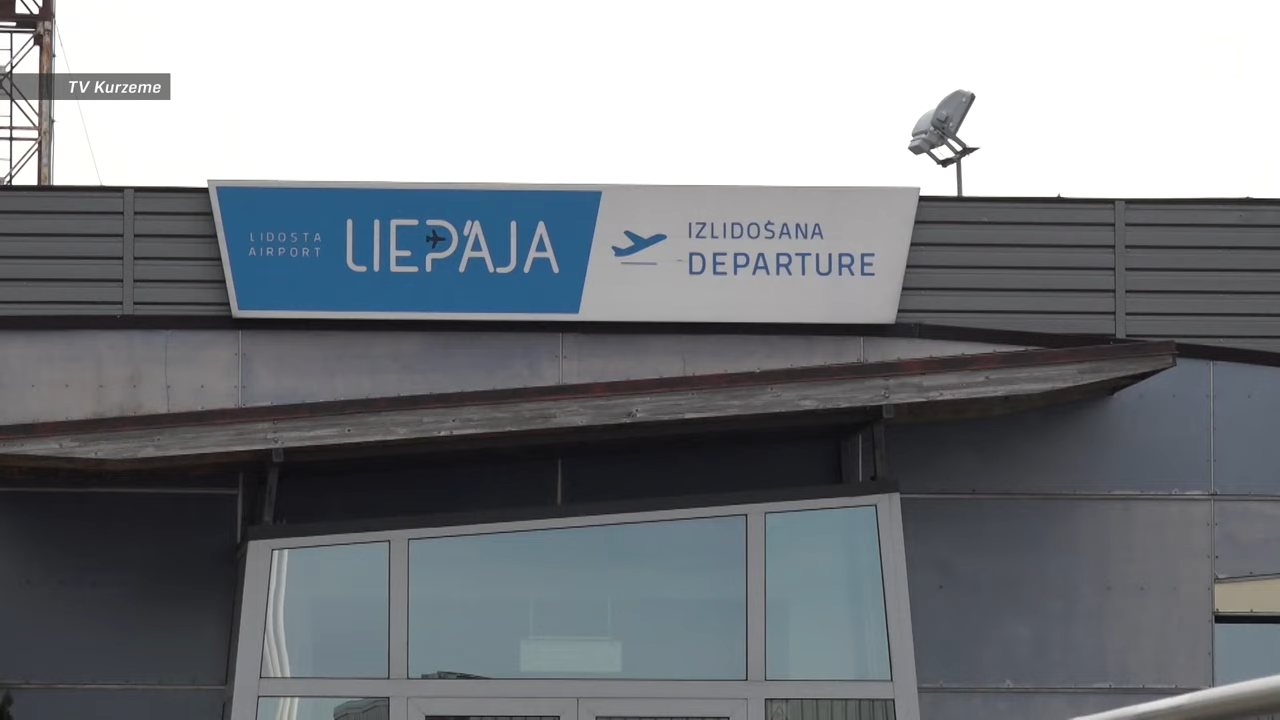 TV Kurzeme
LIDOSTA
AIRPORT
LIEPĀJA
IZLIDOŠANA
DEPARTURE